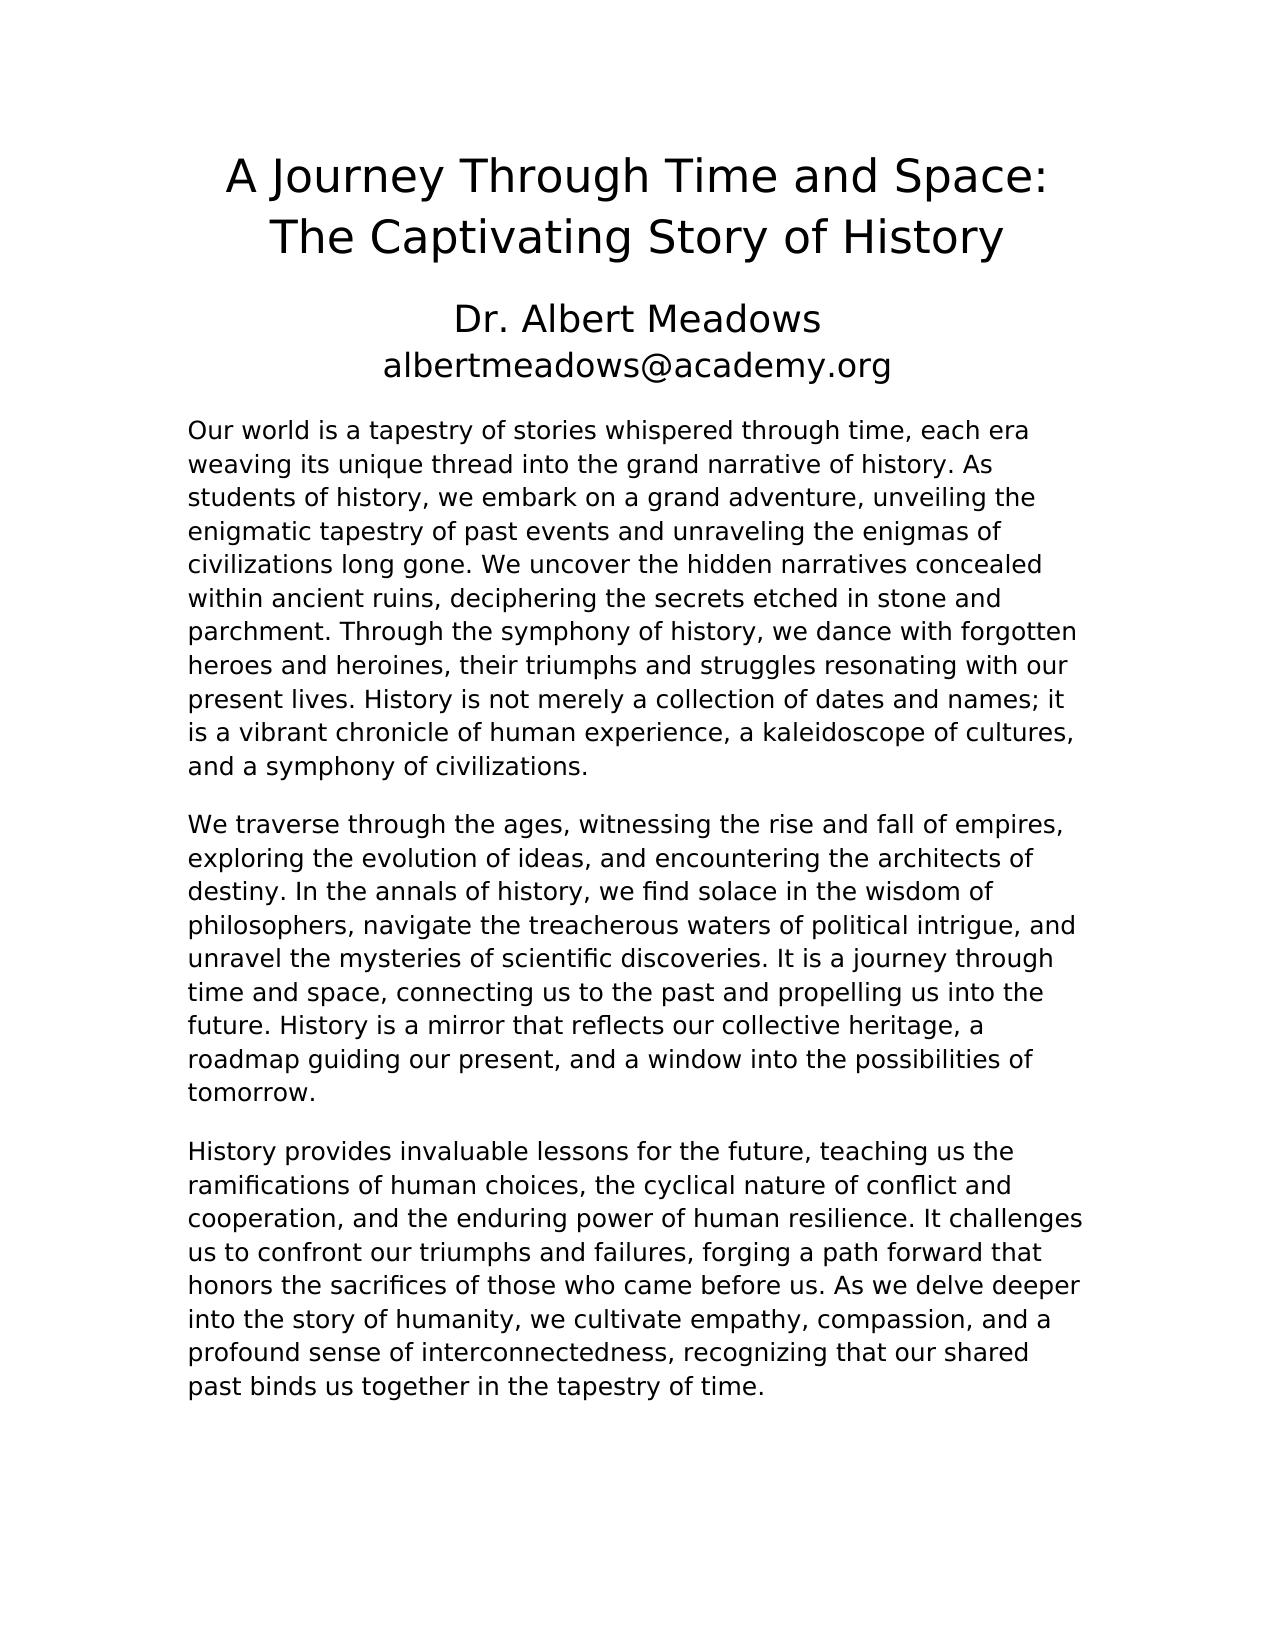 A Journey Through Time and Space:
The Captivating Story of History
Dr. Albert Meadows
albertmeadows@academy.org
Our world is a tapestry of stories whispered through time, each era
weaving its unique thread into the grand narrative of history. As
students of history, we embark on a grand adventure, unveiling the
enigmatic tapestry of past events and unraveling the enigmas of
civilizations long gone. We uncover the hidden narratives concealed
within ancient ruins, deciphering the secrets etched in stone and
parchment. Through the symphony of history, we dance with forgotten
heroes and heroines, their triumphs and struggles resonating with our
present lives. History is not merely a collection of dates and names; it
is a vibrant chronicle of human experience, a kaleidoscope of cultures,
and a symphony of civilizations.
We traverse through the ages, witnessing the rise and fall of empires,
exploring the evolution of ideas, and encountering the architects of
destiny. In the annals of history, we find solace in the wisdom of
philosophers, navigate the treacherous waters of political intrigue, and
unravel the mysteries of scientific discoveries. It is a journey through
time and space, connecting us to the past and propelling us into the
future. History is a mirror that reflects our collective heritage, a
roadmap guiding our present, and a window into the possibilities of
tomorrow.
History provides invaluable lessons for the future, teaching us the
ramifications of human choices, the cyclical nature of conflict and
cooperation, and the enduring power of human resilience. It challenges
us to confront our triumphs and failures, forging a path forward that
honors the sacrifices of those who came before us. As we delve deeper
into the story of humanity, we cultivate empathy, compassion, and a
profound sense of interconnectedness, recognizing that our shared
past binds us together in the tapestry of time.